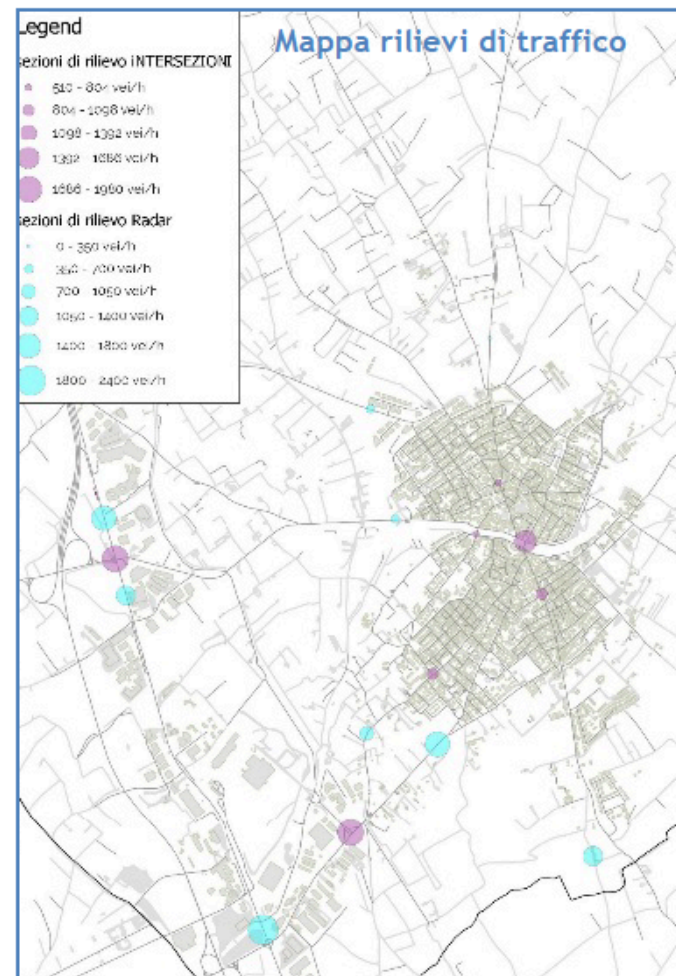 Legend
Mappa rilievi di traffico
sezioni di rilievo iNTERSEZIONI
510 - 804 vei/h
804 - 1098 vei/h
1098 - 1392 vei/h
1392 - 1686 vei/h
1686 - 1980 vei/h
sezioni di rilievo Radar
0 - 350 vei/h
350 - 700 vei/h
700 - 1050 vei/h
1050 - 1400 vei/h
1400 - 1800 vei/h
1800 - 2400 vei/h